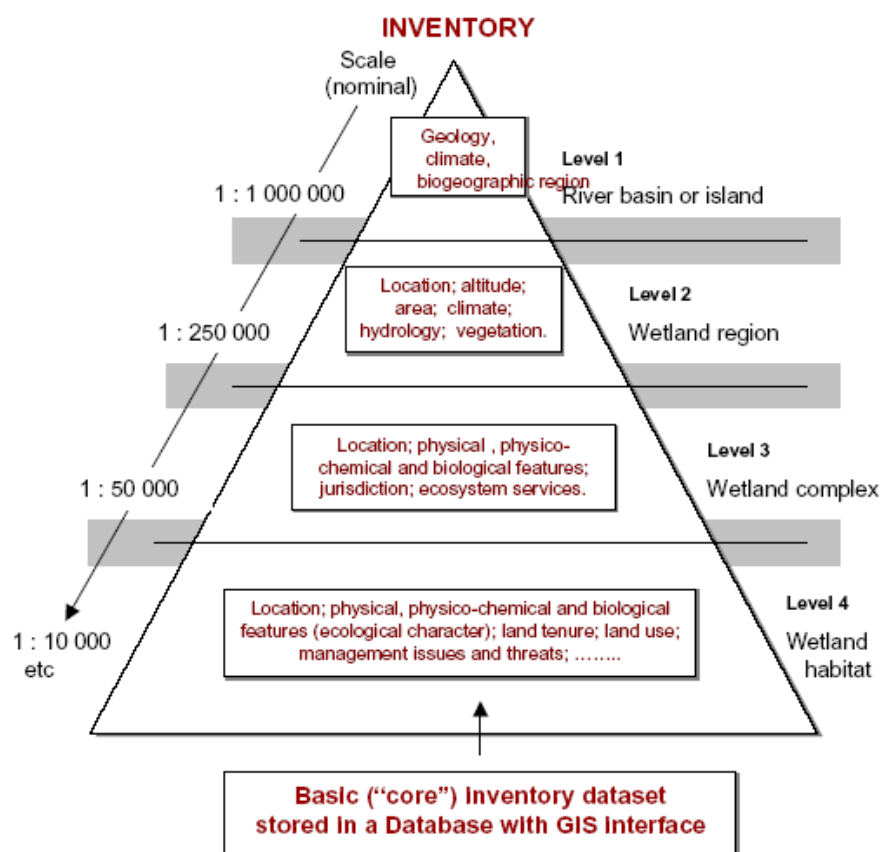 INVENTORY
Scale
(nominal)
Geology,
climate,
biogeographic region
Level 1
River basin or island
1 : 1 000 000
Location; altitude;
area; climate;
hydrology; vegetation.
Level 2
Wetland region
1 : 250 000
Location; physical , physico-
chemical and biological features;
jurisdiction; ecosystem services.
Level 3
Wetland complex
1 : 50 000
Location; physical, physico-chemical and biological
features (ecological character); land tenure; land use;
management issues and threats; ........
Level 4
Wetland
habitat
1 : 10 000
etc
Basic (“core”) inventory dataset
stored in a Database with GIS interface